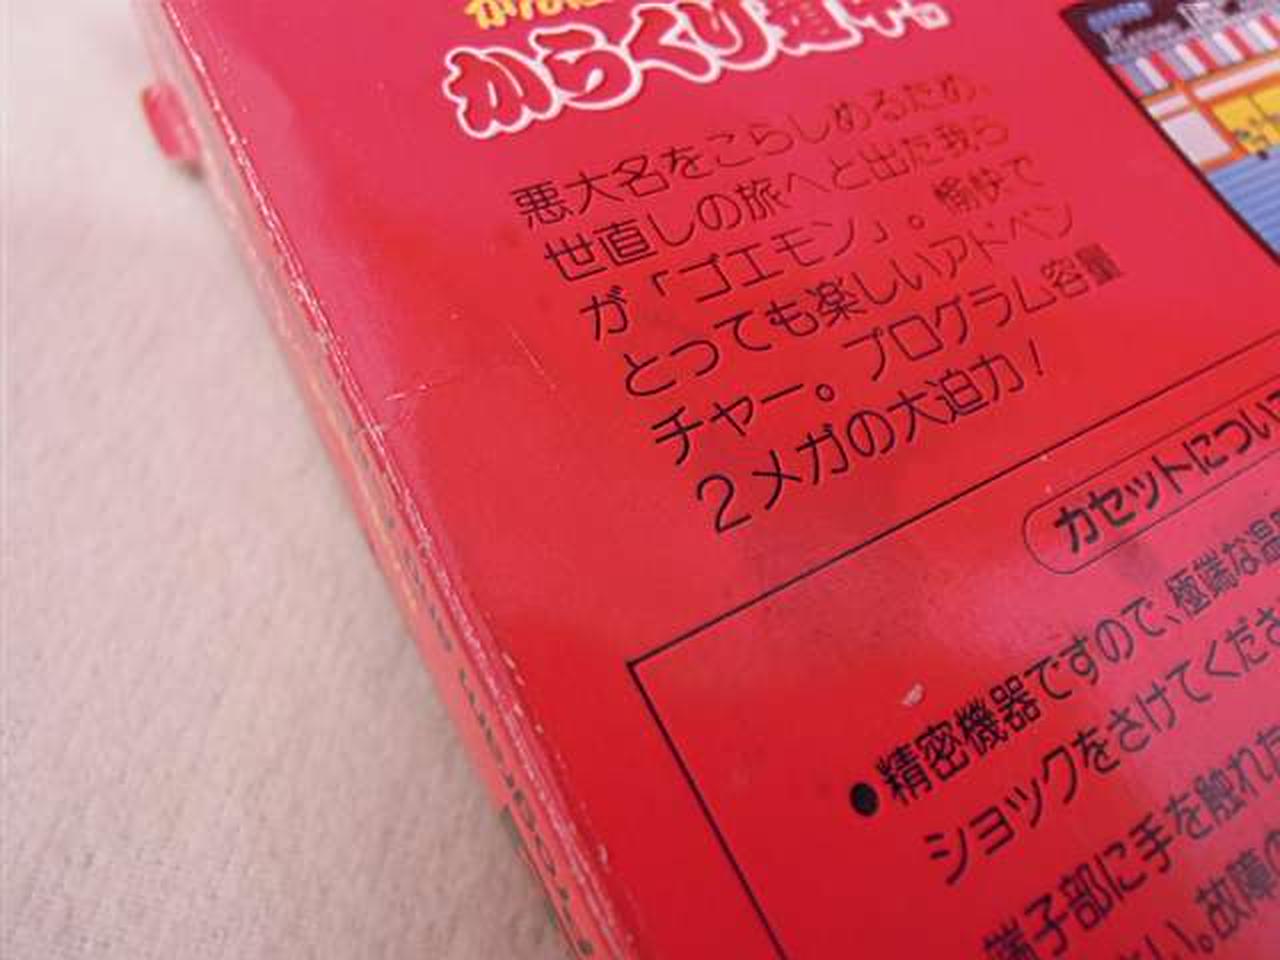 からくり道中
悪大名をこらしめるため、
世直しの旅へと出た我ら
が「ゴエモン」。愉快で
とっても楽しいアドベン
チャー。プログラム容量
2メガの大迫力!
カセットについて
●精密機器ですので、極端な温
ショックをさけてくださ
端子部に手を触れた
さい。故障の